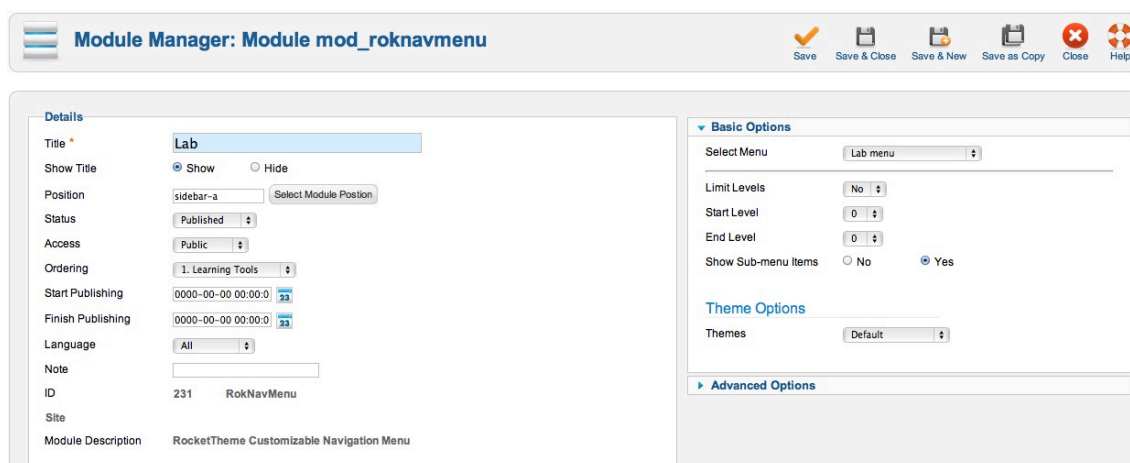 Module Manager: Module mod_roknavmenu
Save Save & Close Save & New Save as Copy Close Help
Details
Title * Lab
Show Title Show Hide
Position sidebar-a Select Module Postion
Status Published
Access Public
Ordering 1. Learning Tools
Start Publishing 0000-00-00 00:00:0 23
Finish Publishing 0000-00-00 00:00:0 23
Language All
Note
ID 231 RokNavMenu
Site
Module Description RocketTheme Customizable Navigation Menu
Basic Options
Select Menu Lab menu
Limit Levels No
Start Level 0
End Level 0
Show Sub-menu Items No Yes
Theme Options
Themes Default
Advanced Options